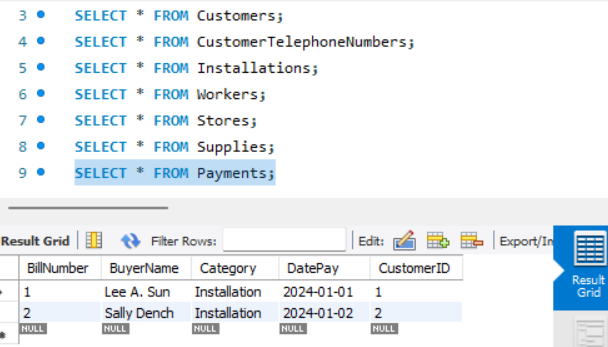 3 SELECT * FROM Customers;
4 SELECT * FROM CustomerTelephoneNumbers;
5 SELECT * FROM Installations;
6 SELECT * FROM Workers;
7 SELECT * FROM Stores;
8 SELECT * FROM Supplies;
9 SELECT * FROM Payments;
Result Grid Filter Rows: Edit: Export/Im
BillNumber BuyerName Category DatePay CustomerID
1 Lee A. Sun Installation 2024-01-01 1
2 Sally Dench Installation 2024-01-02 2
NULL NULL NULL NULL NULL
Result
Grid